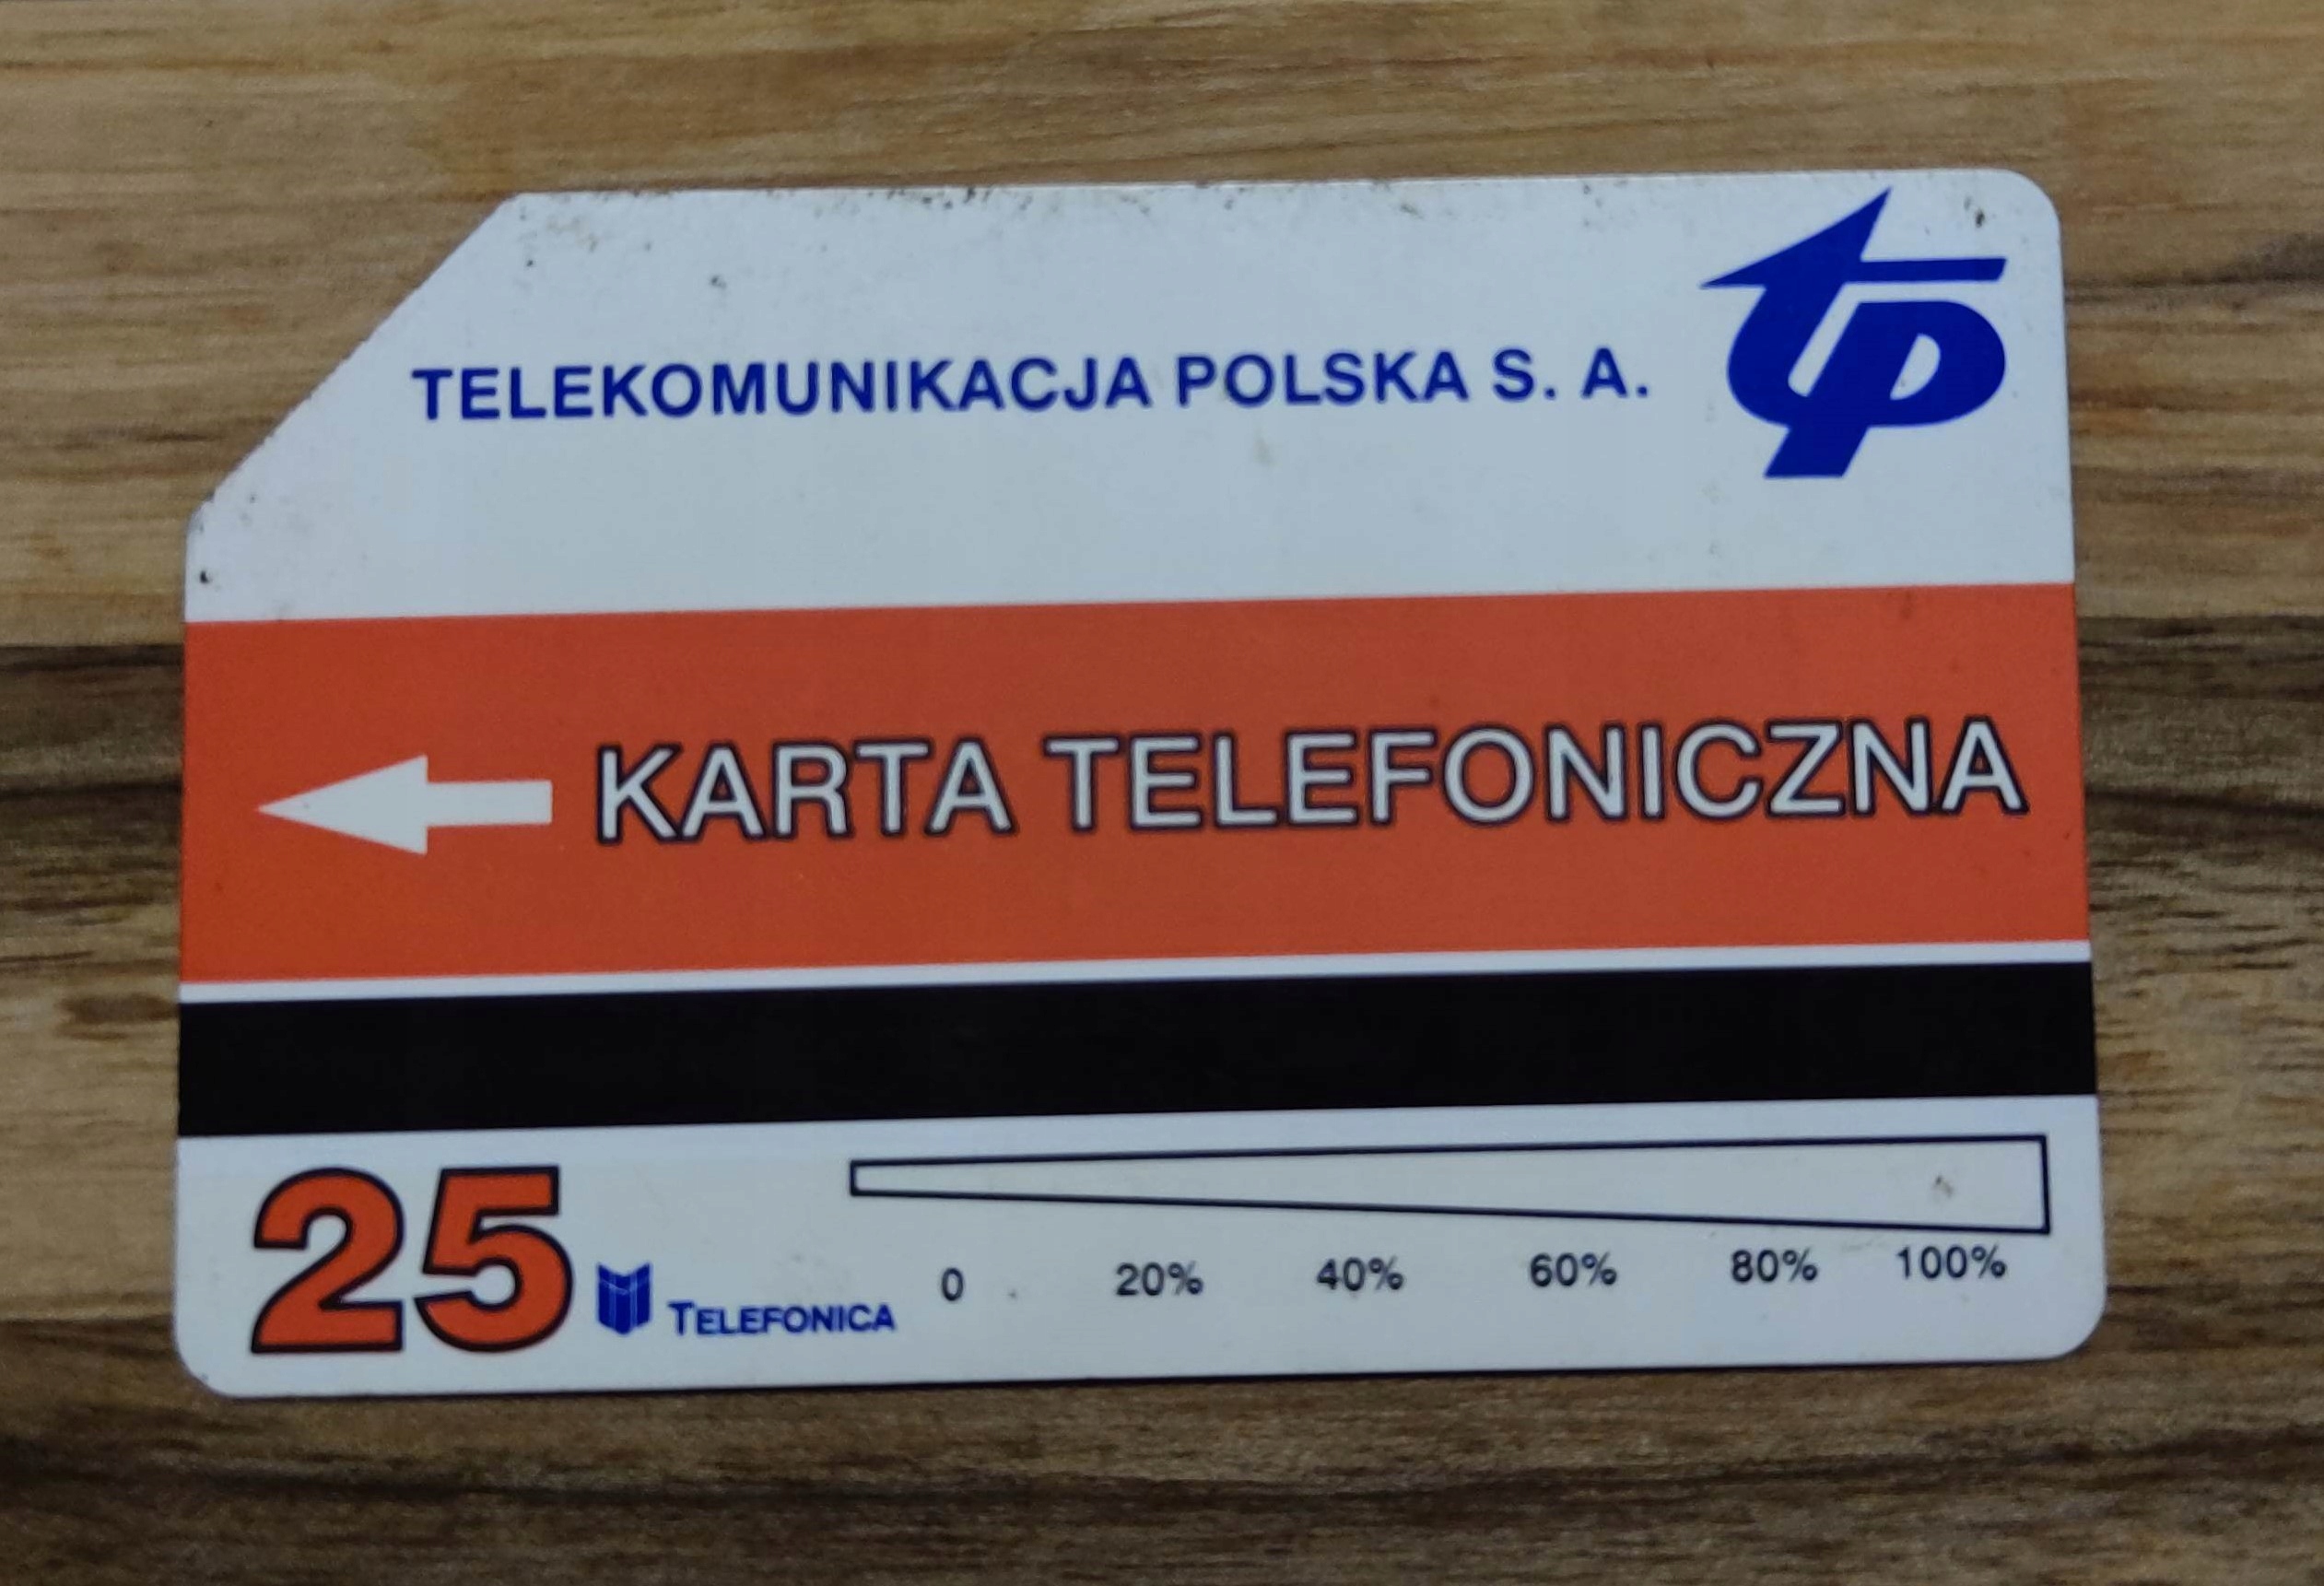 tp
TELEKOMUNIKACJA POLSKA S. A.
KARTA TELEFONICZNA
25
TELEFONICA
0 20% 40% 60% 80% 100%